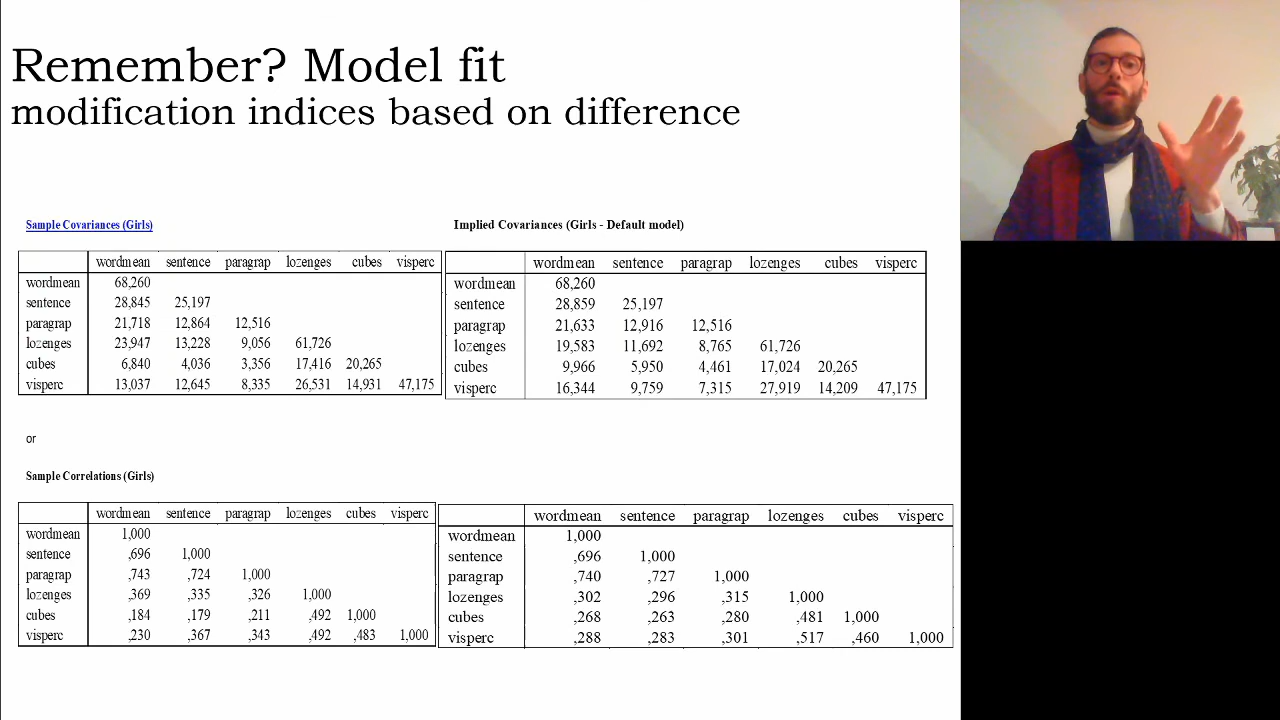 Remember? Model fit
modification indices based on difference
Sample Covariances (Girls)
wordmean sentence paragrap lozenges cubes visperc
wordmean 68,260
sentence 28,845 25,197
paragrap 21,718 12,864 12,516
lozenges 23,947 13,228 9,056 61,726
cubes 6,840 4,036 3,356 17,416 20,265
visperc 13,037 12,645 8,335 26,531 14,931 47,175
Implied Covariances (Girls - Default model)
wordmean sentence paragrap lozenges cubes visperc
wordmean 68,260
sentence 28,859 25,197
paragrap 21,633 12,916 12,516
lozenges 19,583 11,692 8,765 61,726
cubes 9,966 5,950 4,461 17,024 20,265
visperc 16,344 9,759 7,315 27,919 14,209 47,175
or
Sample Correlations (Girls)
wordmean sentence paragrap lozenges cubes visperc
wordmean 1,000
sentence ,696 1,000
paragrap ,743 ,724 1,000
lozenges ,369 ,335 ,326 1,000
cubes ,184 ,179 ,211 ,492 1,000
visperc ,230 ,367 ,343 ,492 ,483 1,000
wordmean sentence paragrap lozenges cubes visperc
wordmean 1,000
sentence ,696 1,000
paragrap ,740 ,727 1,000
lozenges ,302 ,296 ,315 1,000
cubes ,268 ,263 ,280 ,481 1,000
visperc ,288 ,283 ,301 ,517 ,460 1,000